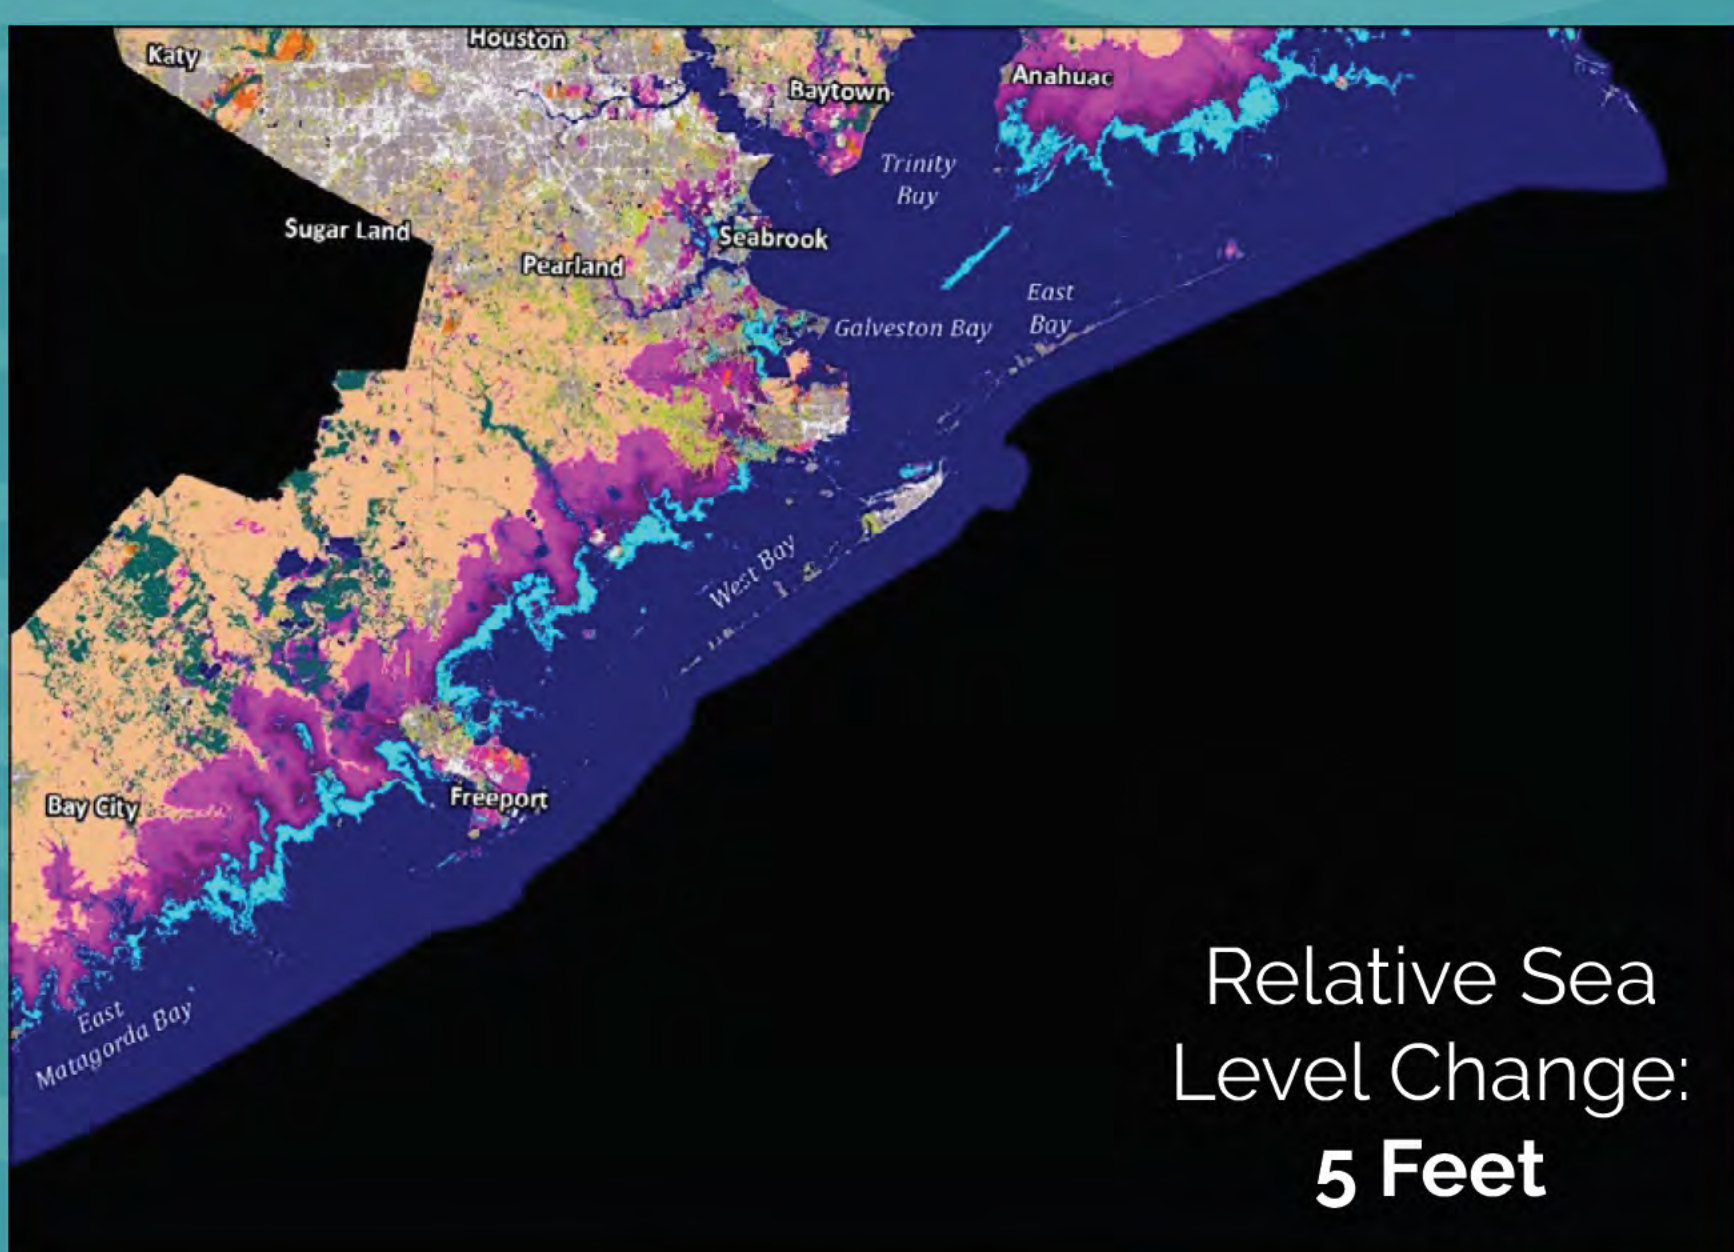 Houston
Katy
Anahuac
Baytown
Trinity
Bay
Sugar Land
Seabrook
Pearland
East
Bay
Galveston Bay
West Bay
Freeport
Bay City
East
Matagorda Bay
Relative Sea
Level Change:
5 Feet